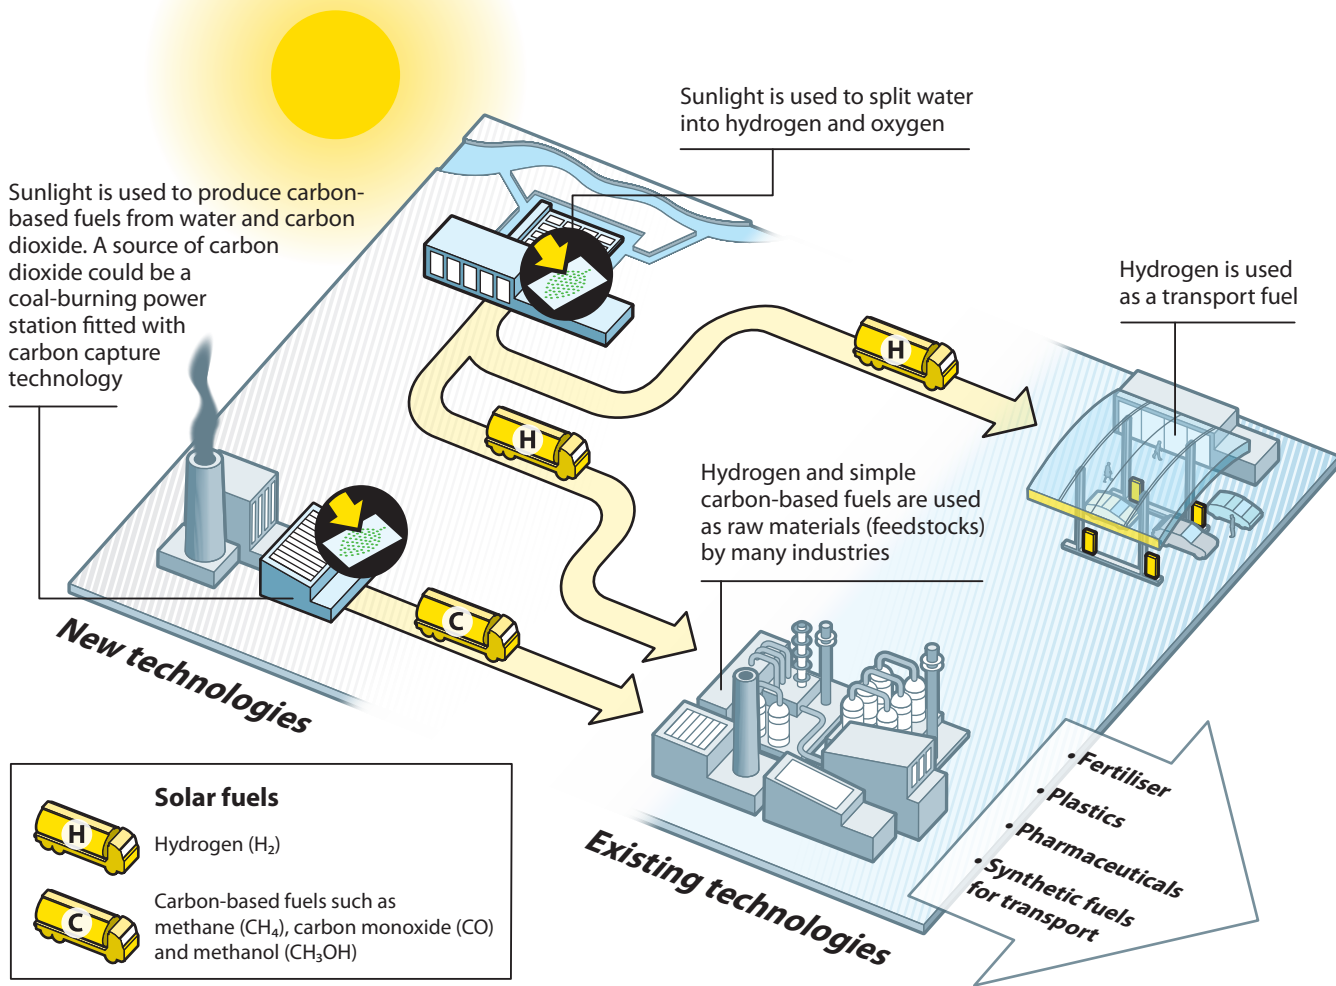 Sunlight is used to split water
into hydrogen and oxygen
Sunlight is used to produce carbon-
based fuels from water and carbon
dioxide. A source of carbon
dioxide could be a
coal-burning power
station fitted with
carbon capture
technology
Hydrogen is used
as a transport fuel
H
H
Hydrogen and simple
carbon-based fuels are used
as raw materials (feedstocks)
by many industries
C
New technologies
Existing technologies
• Fertiliser
• Plastics
• Pharmaceuticals
• Synthetic fuels
for transport
Solar fuels
H
Hydrogen (H₂)
C
Carbon-based fuels such as
methane (CH₄), carbon monoxide (CO)
and methanol (CH₃OH)